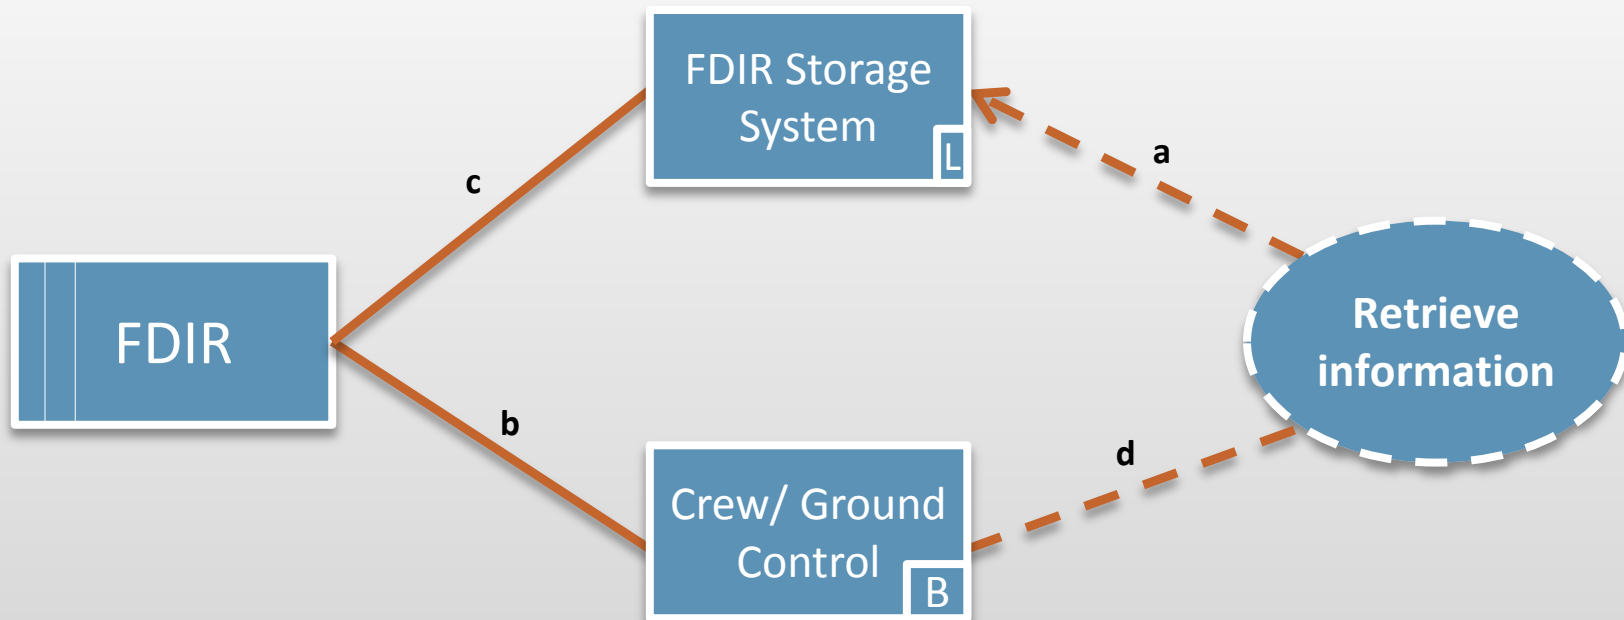 FDIR Storage
System
L
a
c
FDIR
Retrieve
information
b
d
Crew/ Ground
Control
B